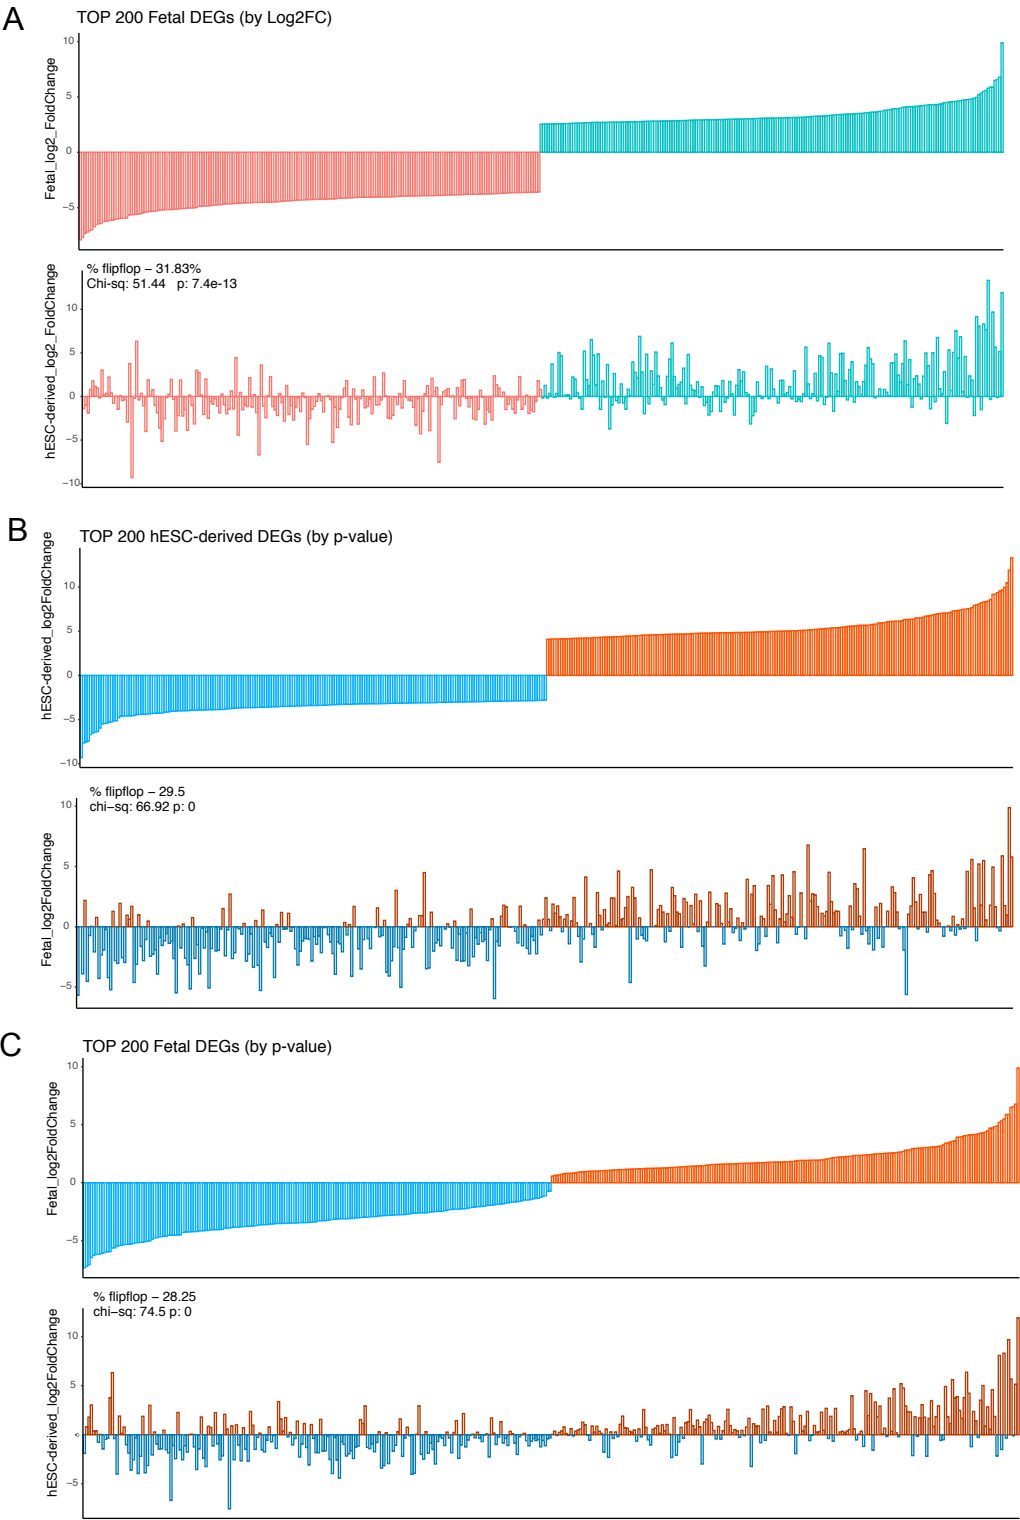 A
TOP 200 Fetal DEGs (by Log2FC)
Fetal_log2_FoldChange
10
5
0
−5
% flipflop − 31.83%
Chi-sq: 51.44 p: 7.4e-13
hESC-derived_log2_FoldChange
10
5
0
−5
−10
B
TOP 200 hESC-derived DEGs (by p-value)
hESC-derived_log2FoldChange
10
5
0
−5
−10
% flipflop − 29.5
chi−sq: 66.92 p: 0
Fetal_log2FoldChange
10
5
0
−5
C
TOP 200 Fetal DEGs (by p-value)
Fetal_log2FoldChange
10
5
0
−5
% flipflop − 28.25
chi−sq: 74.5 p: 0
hESC-derived_log2FoldChange
10
5
0
−5